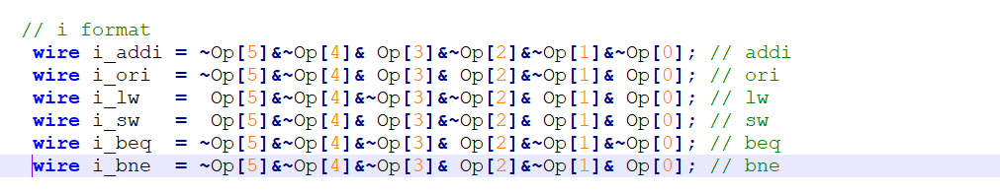 // i format
wire i_addi = ~Op[5]&~Op[4]& Op[3]&~Op[2]&~Op[1]&~Op[0]; // addi
wire i_ori  = ~Op[5]&~Op[4]& Op[3]& Op[2]&~Op[1]& Op[0]; // ori
wire i_lw   =  Op[5]&~Op[4]&~Op[3]&~Op[2]& Op[1]& Op[0]; // lw
wire i_sw   =  Op[5]&~Op[4]& Op[3]&~Op[2]& Op[1]& Op[0]; // sw
wire i_beq  = ~Op[5]&~Op[4]&~Op[3]& Op[2]&~Op[1]& Op[0]; // beq
wire i_bne  = ~Op[5]&~Op[4]&~Op[3]& Op[2]&~Op[1]& Op[0]; // bne